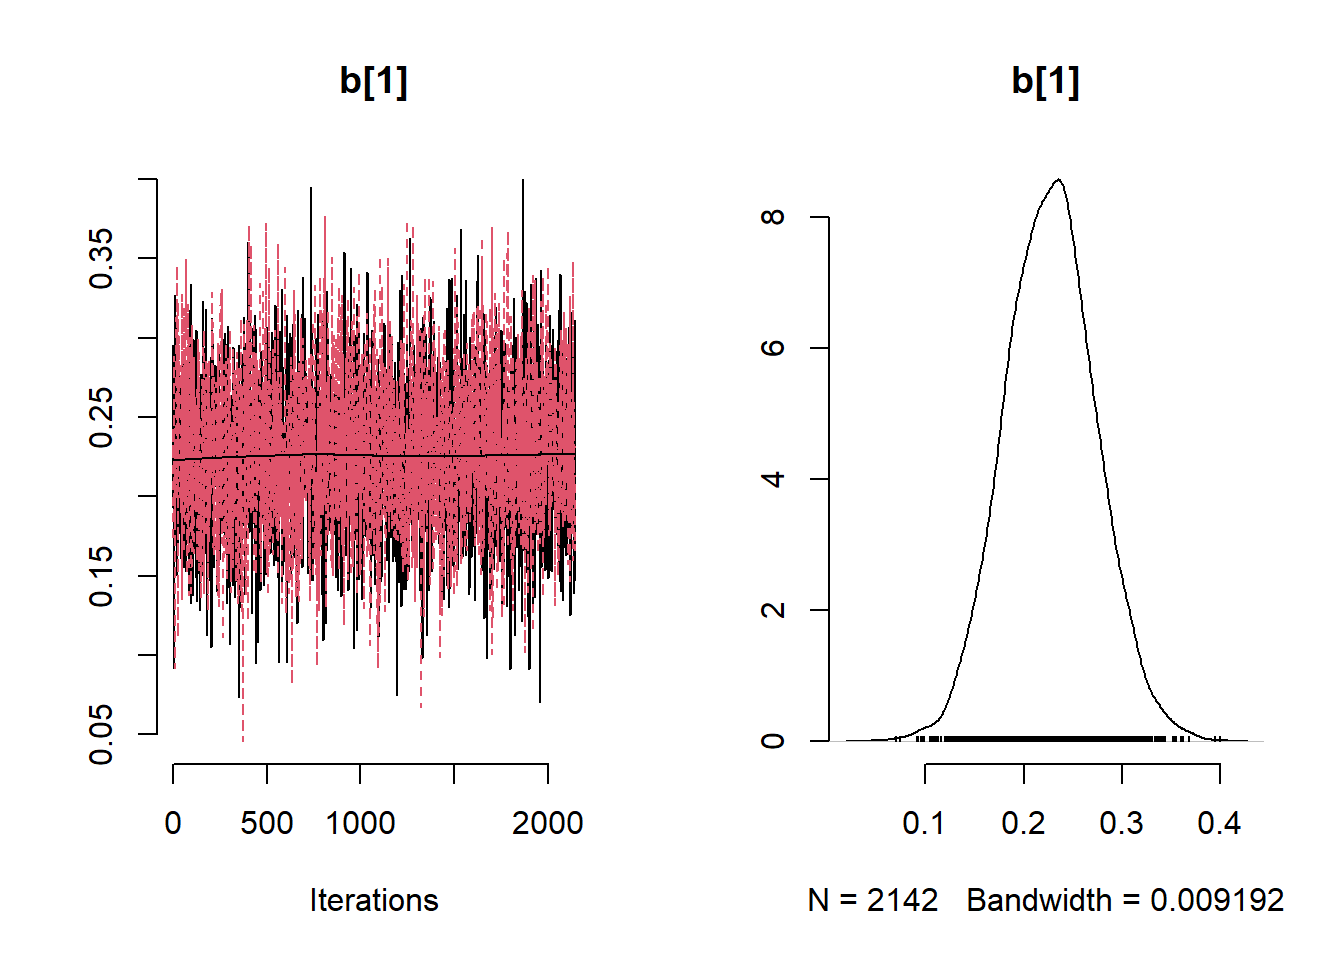 b[1]
0.05 0.15 0.25 0.35
0 500 1000 2000
Iterations
b[1]
0 2 4 6 8
0.1 0.2 0.3 0.4
N = 2142 Bandwidth = 0.009192